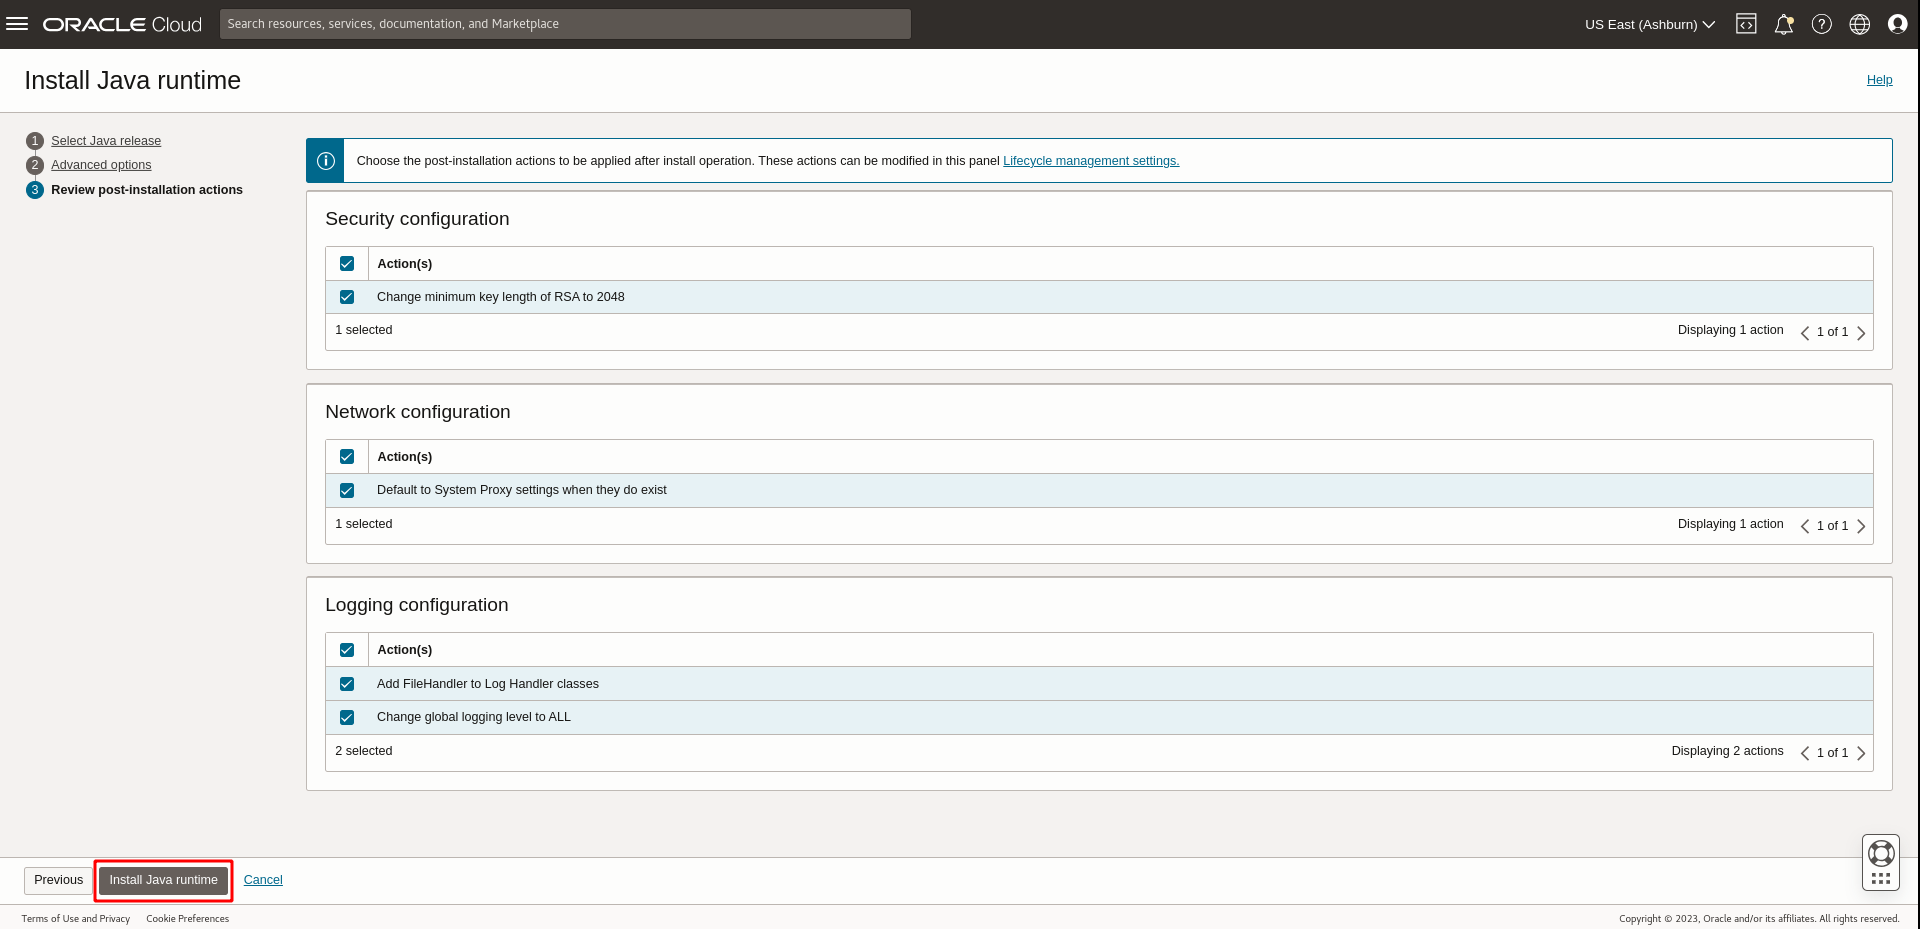 ORACLE Cloud
Search resources, services, documentation, and Marketplace
US East (Ashburn)
Install Java runtime
Help
1 Select Java release
2 Advanced options
3 Review post-installation actions
Choose the post-installation actions to be applied after install operation. These actions can be modified in this panel Lifecycle management settings.
Security configuration
Action(s)
Change minimum key length of RSA to 2048
1 selected
Displaying 1 action 1 of 1
Network configuration
Action(s)
Default to System Proxy settings when they do exist
1 selected
Displaying 1 action 1 of 1
Logging configuration
Action(s)
Add FileHandler to Log Handler classes
Change global logging level to ALL
2 selected
Displaying 2 actions 1 of 1
Previous Install Java runtime Cancel
Terms of Use and Privacy Cookie Preferences
Copyright © 2023, Oracle and/or its affiliates. All rights reserved.